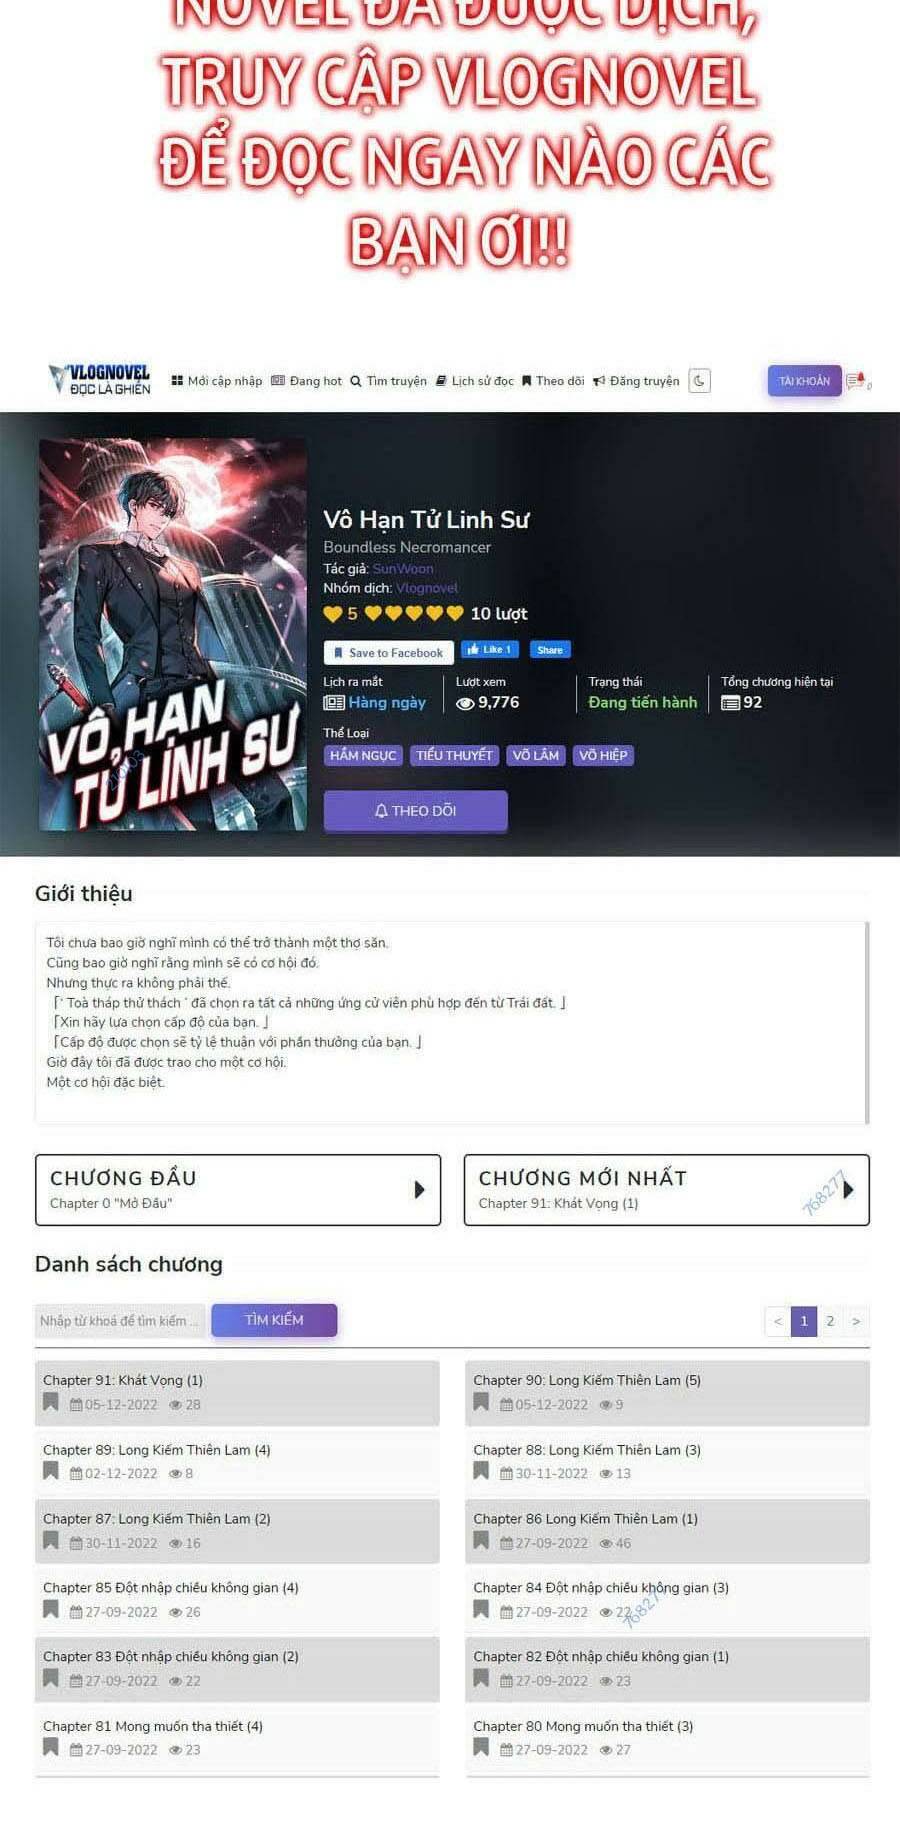 NOVEL ĐÃ ĐƯỢC DỊCH,
TRUY CẬP VLOGNOVEL
ĐỂ ĐỌC NGAY NÀO CÁC
BẠN ƠI!!
VLOGNOVEL
ĐỌC LÀ GHIỀN
Mới cập nhập Đang hot Tìm truyện Lịch sử đọc Theo dõi Đăng truyện
TÀI KHOẢN 0
Vô Hạn Tử Linh Sư
Boundless Necromancer
Tác giả: SunWoon
Nhóm dịch: Vlognovel
5 10 lượt
Save to Facebook Like 1 Share
Lịch ra mắt Lượt xem Trạng thái Tổng chương hiện tại
Hàng ngày 9,776 Đang tiến hành 92
Thể Loại
HẦM NGỤC TIỂU THUYẾT VÕ LÂM VÕ HIỆP
THEO DÕI
VÔ HẠN
TỬ LINH SƯ
Giới thiệu
Tôi chưa bao giờ nghĩ mình có thể trở thành một thợ săn.
Cũng bao giờ nghĩ rằng mình sẽ có cơ hội đó.
Nhưng thực ra không phải thế.
「' Toà tháp thử thách ' đã chọn ra tất cả những ứng cử viên phù hợp đến từ Trái đất. 」
「Xin hãy lựa chọn cấp độ của bạn. 」
「Cấp độ được chọn sẽ tỷ lệ thuận với phần thưởng của bạn. 」
Giờ đây tôi đã được trao cho một cơ hội.
Một cơ hội đặc biệt.
CHƯƠNG ĐẦU
Chapter 0 "Mở Đầu"
CHƯƠNG MỚI NHẤT
Chapter 91: Khát Vọng (1)
768277
Danh sách chương
Nhập từ khoá để tìm kiếm ... TÌM KIẾM < 1 2 >
Chapter 91: Khát Vọng (1)
05-12-2022 28
Chapter 90: Long Kiếm Thiên Lam (5)
05-12-2022 9
Chapter 89: Long Kiếm Thiên Lam (4)
02-12-2022 8
Chapter 88: Long Kiếm Thiên Lam (3)
30-11-2022 13
Chapter 87: Long Kiếm Thiên Lam (2)
30-11-2022 16
Chapter 86 Long Kiếm Thiên Lam (1)
27-09-2022 46
Chapter 85 Đột nhập chiều không gian (4)
27-09-2022 26
Chapter 84 Đột nhập chiều không gian (3)
27-09-2022 22
Chapter 83 Đột nhập chiều không gian (2)
27-09-2022 22
Chapter 82 Đột nhập chiều không gian (1)
27-09-2022 23
Chapter 81 Mong muốn tha thiết (4)
27-09-2022 23
Chapter 80 Mong muốn tha thiết (3)
27-09-2022 27